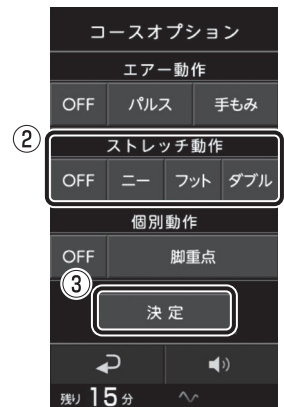 コースオプション
エアー動作
OFF パルス 手もみ
②
ストレッチ動作
OFF ニー フット ダブル
個別動作
OFF 脚重点
③
決定
残り 15分